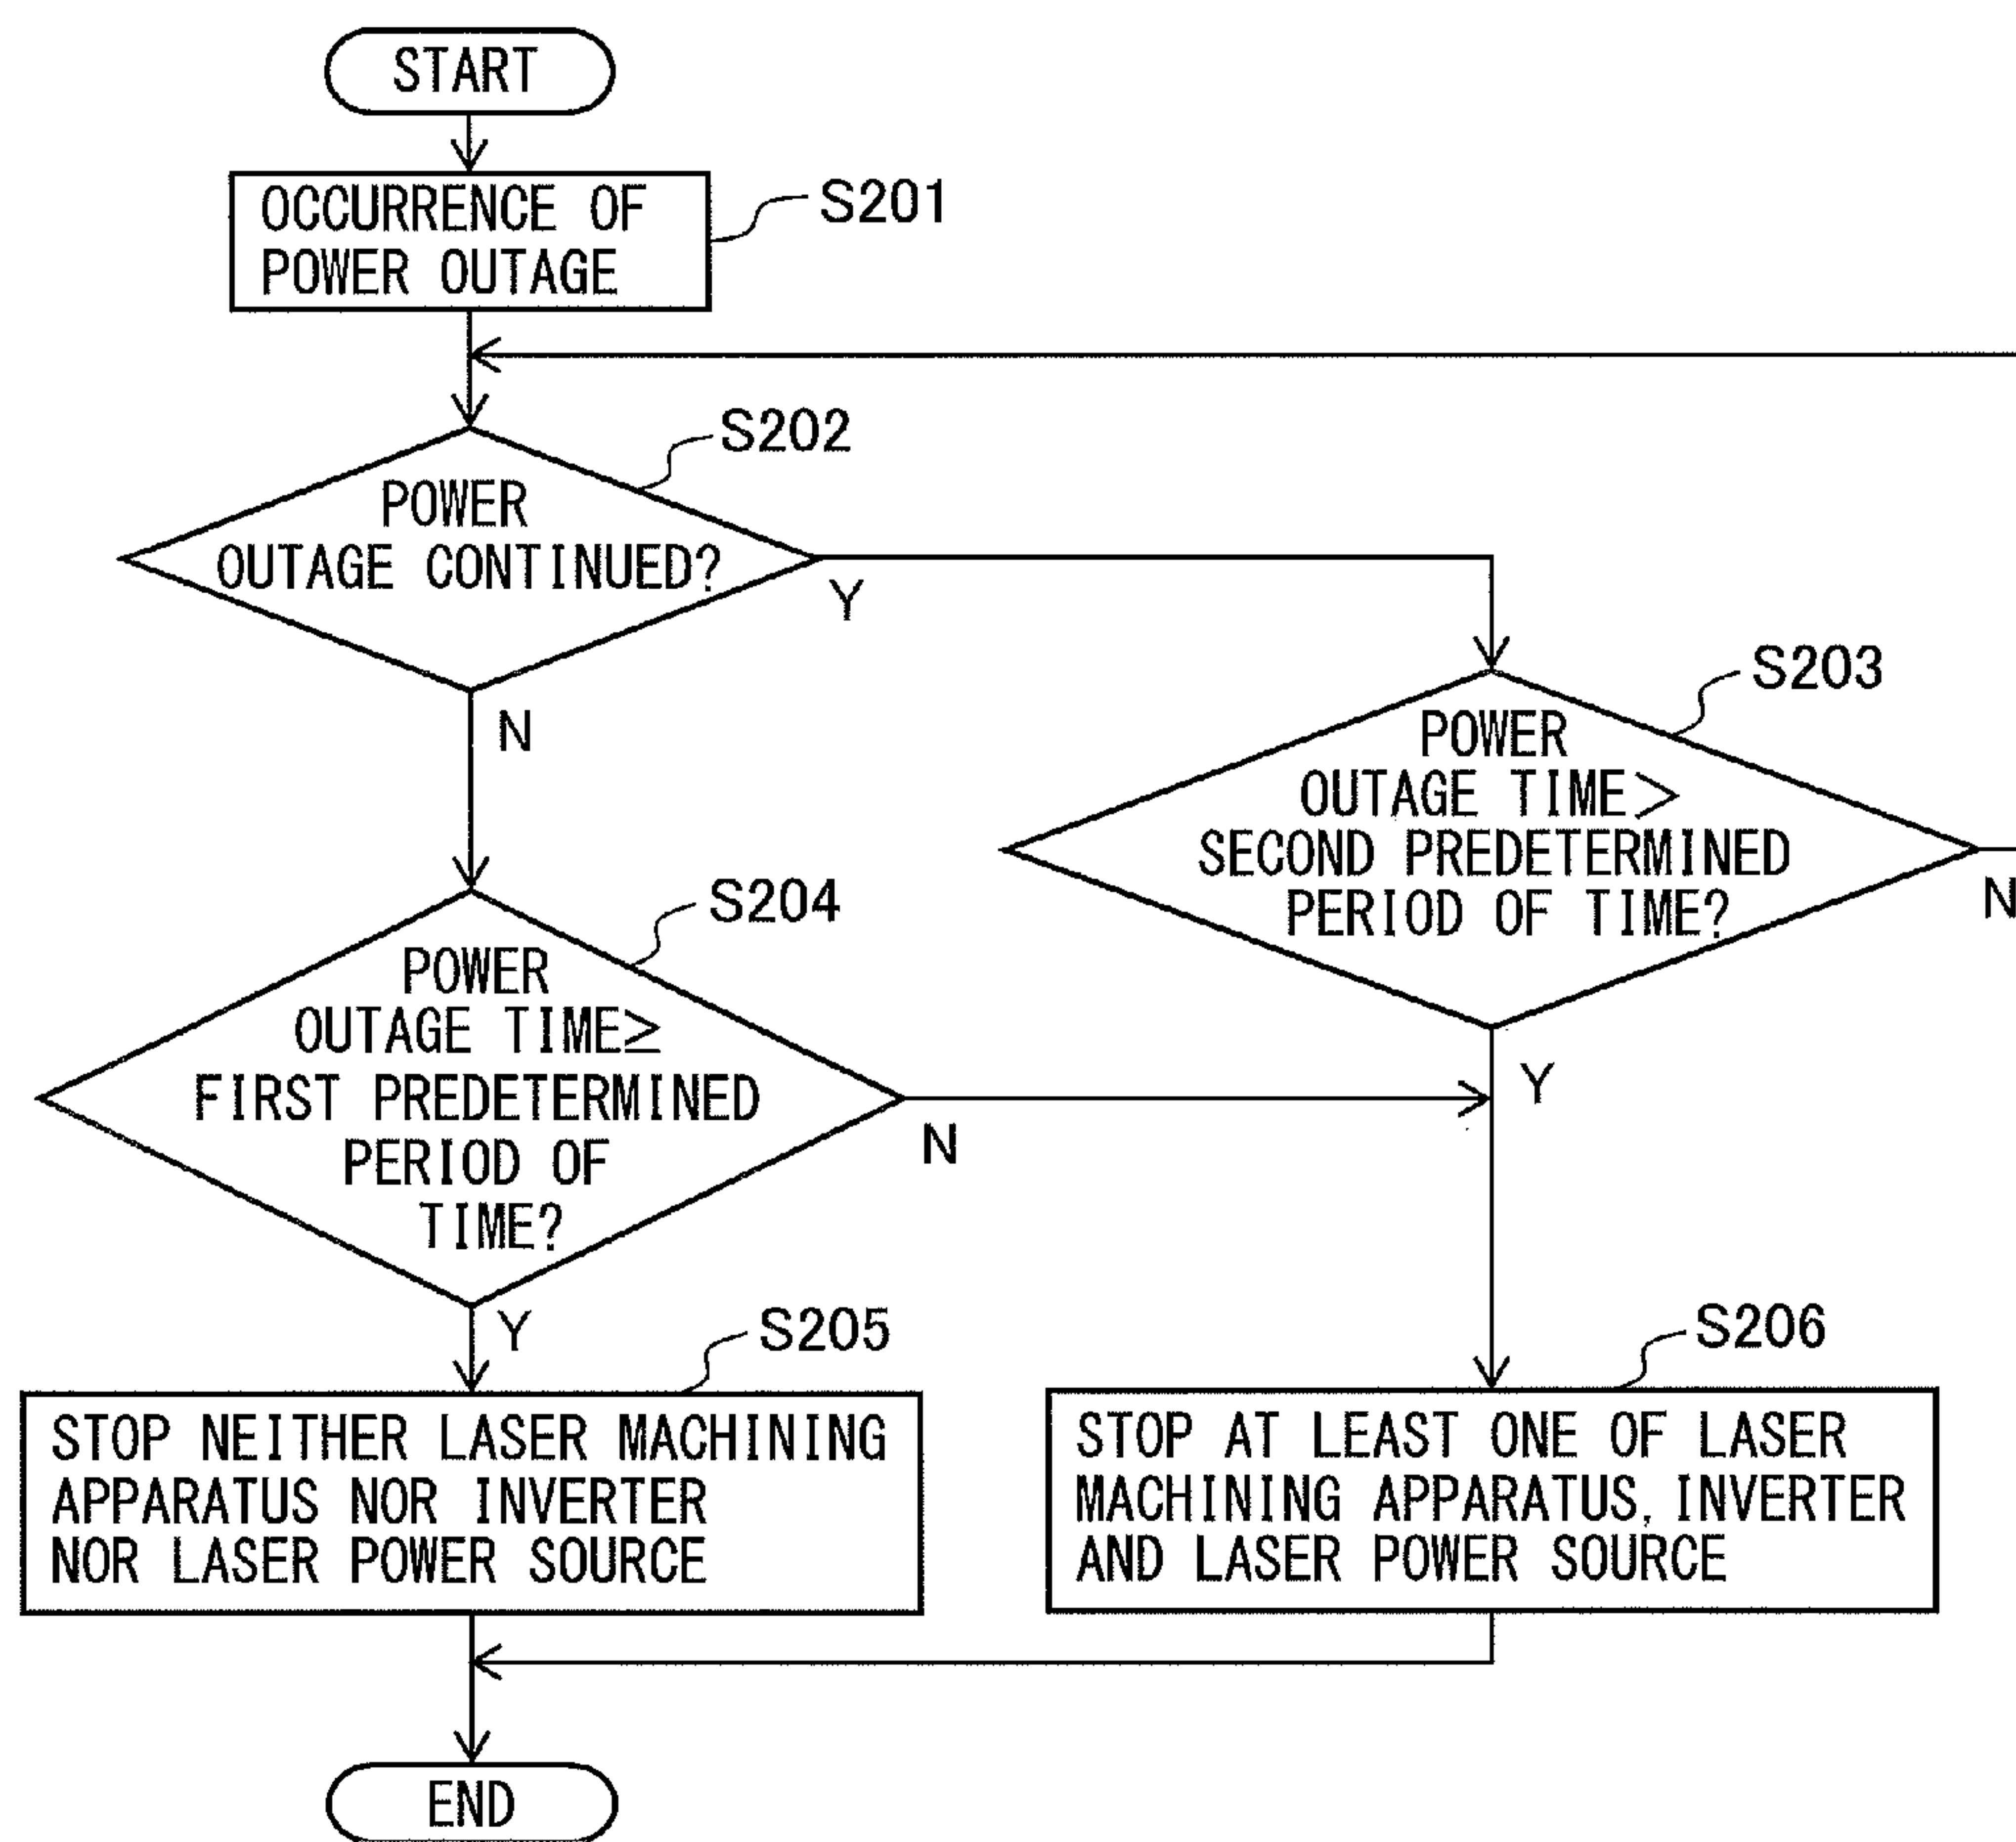 START
OCCURRENCE OF
POWER OUTAGE
S201
POWER
OUTAGE CONTINUED?
S202
Y
N
POWER
OUTAGE TIME>
SECOND PREDETERMINED
PERIOD OF TIME?
S203
N
Y
POWER
OUTAGE TIME≥
FIRST PREDETERMINED
PERIOD OF
TIME?
S204
N
Y
STOP NEITHER LASER MACHINING
APPARATUS NOR INVERTER
NOR LASER POWER SOURCE
S205
STOP AT LEAST ONE OF LASER
MACHINING APPARATUS, INVERTER
AND LASER POWER SOURCE
S206
END